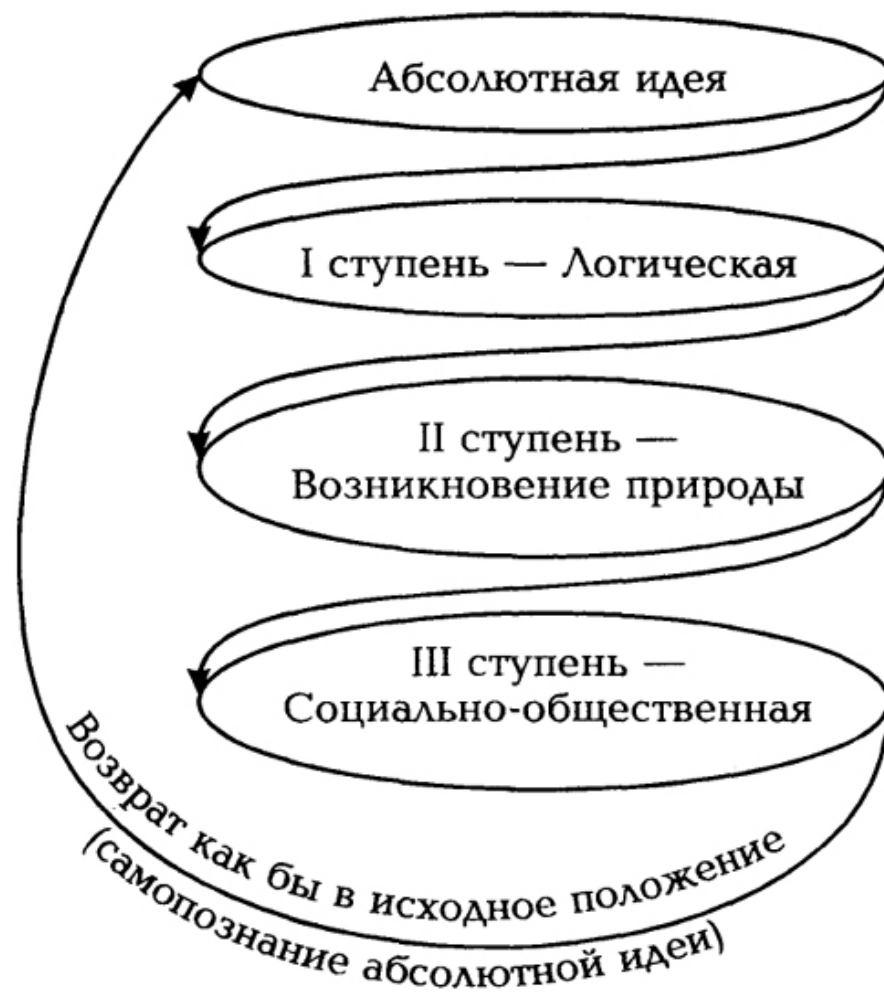 Абсолютная идея
I ступень — Логическая
II ступень —
Возникновение природы
III ступень —
Социально-общественная
Возврат как бы в исходное положение
(самопознание абсолютной идеи)